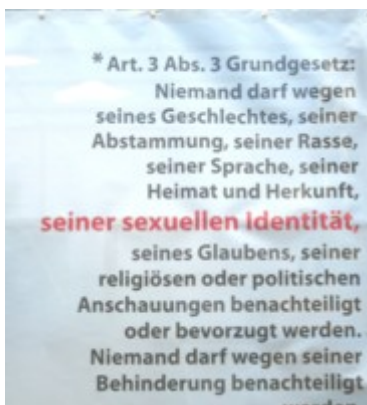 *Art. 3 Abs. 3 Grundgesetz:
Niemand darf wegen
seines Geschlechtes, seiner
Abstammung, seiner Rasse,
seiner Sprache, seiner
Heimat und Herkunft,
seiner sexuellen Identität,
seines Glaubens, seiner
religiösen oder politischen
Anschauungen benachteiligt
oder bevorzugt werden.
Niemand darf wegen seiner
Behinderung benachteiligt